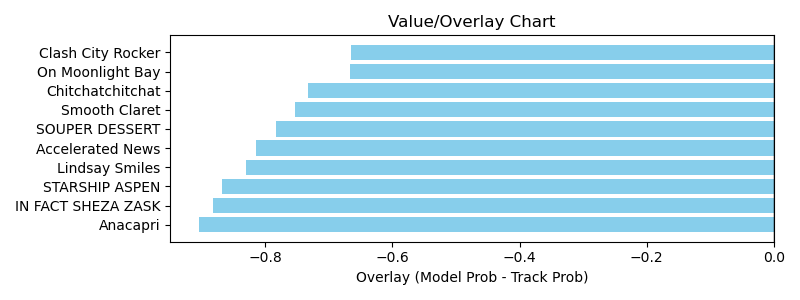 Value/Overlay Chart
Clash City Rocker
On Moonlight Bay
Chitchatchitchat
Smooth Claret
SOUPER DESSERT
Accelerated News
Lindsay Smiles
STARSHIP ASPEN
IN FACT SHEZA ZASK
Anacapri
−0.8 −0.6 −0.4 −0.2 0.0
Overlay (Model Prob - Track Prob)